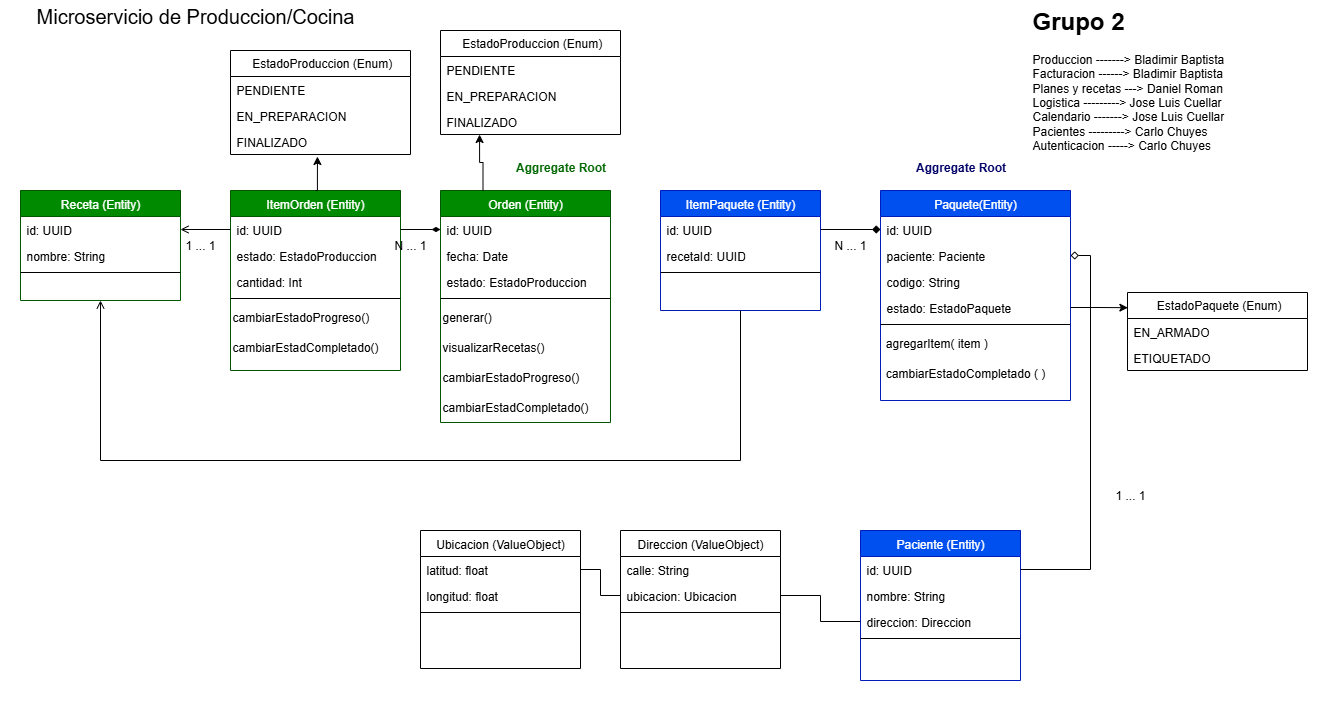 Microservicio de Produccion/Cocina
Grupo 2
Produccion -------> Bladimir Baptista
Facturacion ------> Bladimir Baptista
Planes y recetas ---> Daniel Roman
Logistica ---------> Jose Luis Cuellar
Calendario -------> Jose Luis Cuellar
Pacientes ---------> Carlo Chuyes
Autenticacion -----> Carlo Chuyes
EstadoProduccion (Enum)
PENDIENTE
EN_PREPARACION
FINALIZADO
EstadoProduccion (Enum)
PENDIENTE
EN_PREPARACION
FINALIZADO
Aggregate Root
Aggregate Root
Receta (Entity)
id: UUID
nombre: String
1 ... 1
ItemOrden (Entity)
id: UUID
estado: EstadoProduccion
cantidad: Int
cambiarEstadoProgreso()
cambiarEstadCompletado()
N ... 1
Orden (Entity)
id: UUID
fecha: Date
estado: EstadoProduccion
generar()
visualizarRecetas()
cambiarEstadoProgreso()
cambiarEstadCompletado()
ItemPaquete (Entity)
id: UUID
recetaId: UUID
N ... 1
Paquete(Entity)
id: UUID
paciente: Paciente
codigo: String
estado: EstadoPaquete
agregarItem( item )
cambiarEstadoCompletado ( )
EstadoPaquete (Enum)
EN_ARMADO
ETIQUETADO
1 ... 1
Ubicacion (ValueObject)
latitud: float
longitud: float
Direccion (ValueObject)
calle: String
ubicacion: Ubicacion
Paciente (Entity)
id: UUID
nombre: String
direccion: Direccion